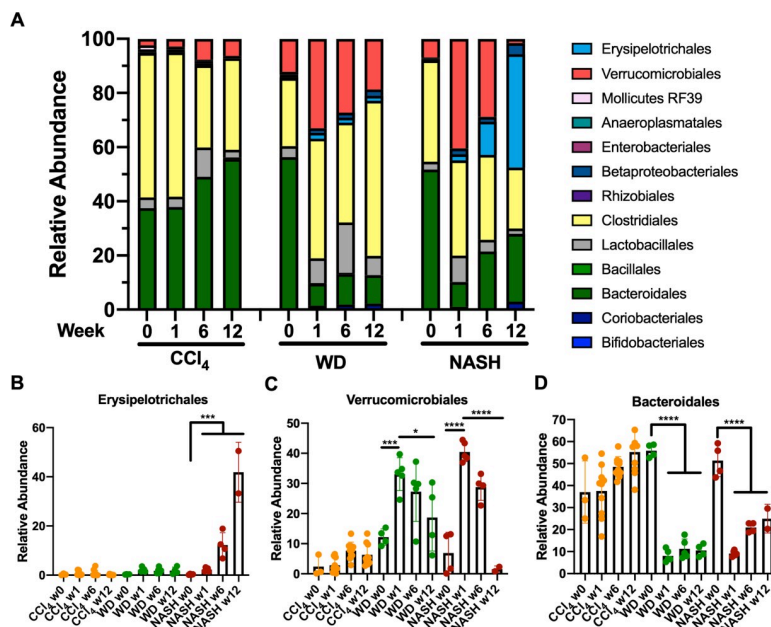 A
Relative Abundance
100
80
60
40
20
0
Week
0 1 6 12
0 1 6 12
0 1 6 12
CCl4
WD
NASH
Erysipelotrichales
Verrucomicrobiales
Mollicutes RF39
Anaeroplasmatales
Enterobacteriales
Betaproteobacteriales
Rhizobiales
Clostridiales
Lactobacillales
Bacillales
Bacteroidales
Coriobacteriales
Bifidobacteriales
B
Erysipelotrichales
Relative Abundance
60
40
20
0
***
CCl4 w0
CCl4 w1
CCl4 w6
CCl4 w12
WD w0
WD w1
WD w6
WD w12
NASH w0
NASH w1
NASH w6
NASH w12
C
Verrucomicrobiales
Relative Abundance
50
40
30
20
10
0
***
*
****
****
CCl4 w0
CCl4 w1
CCl4 w6
CCl4 w12
WD w0
WD w1
WD w6
WD w12
NASH w0
NASH w1
NASH w6
NASH w12
D
Bacteroidales
Relative Abundance
70
60
50
40
30
20
10
0
****
****
CCl4 w0
CCl4 w1
CCl4 w6
CCl4 w12
WD w0
WD w1
WD w6
WD w12
NASH w0
NASH w1
NASH w6
NASH w12